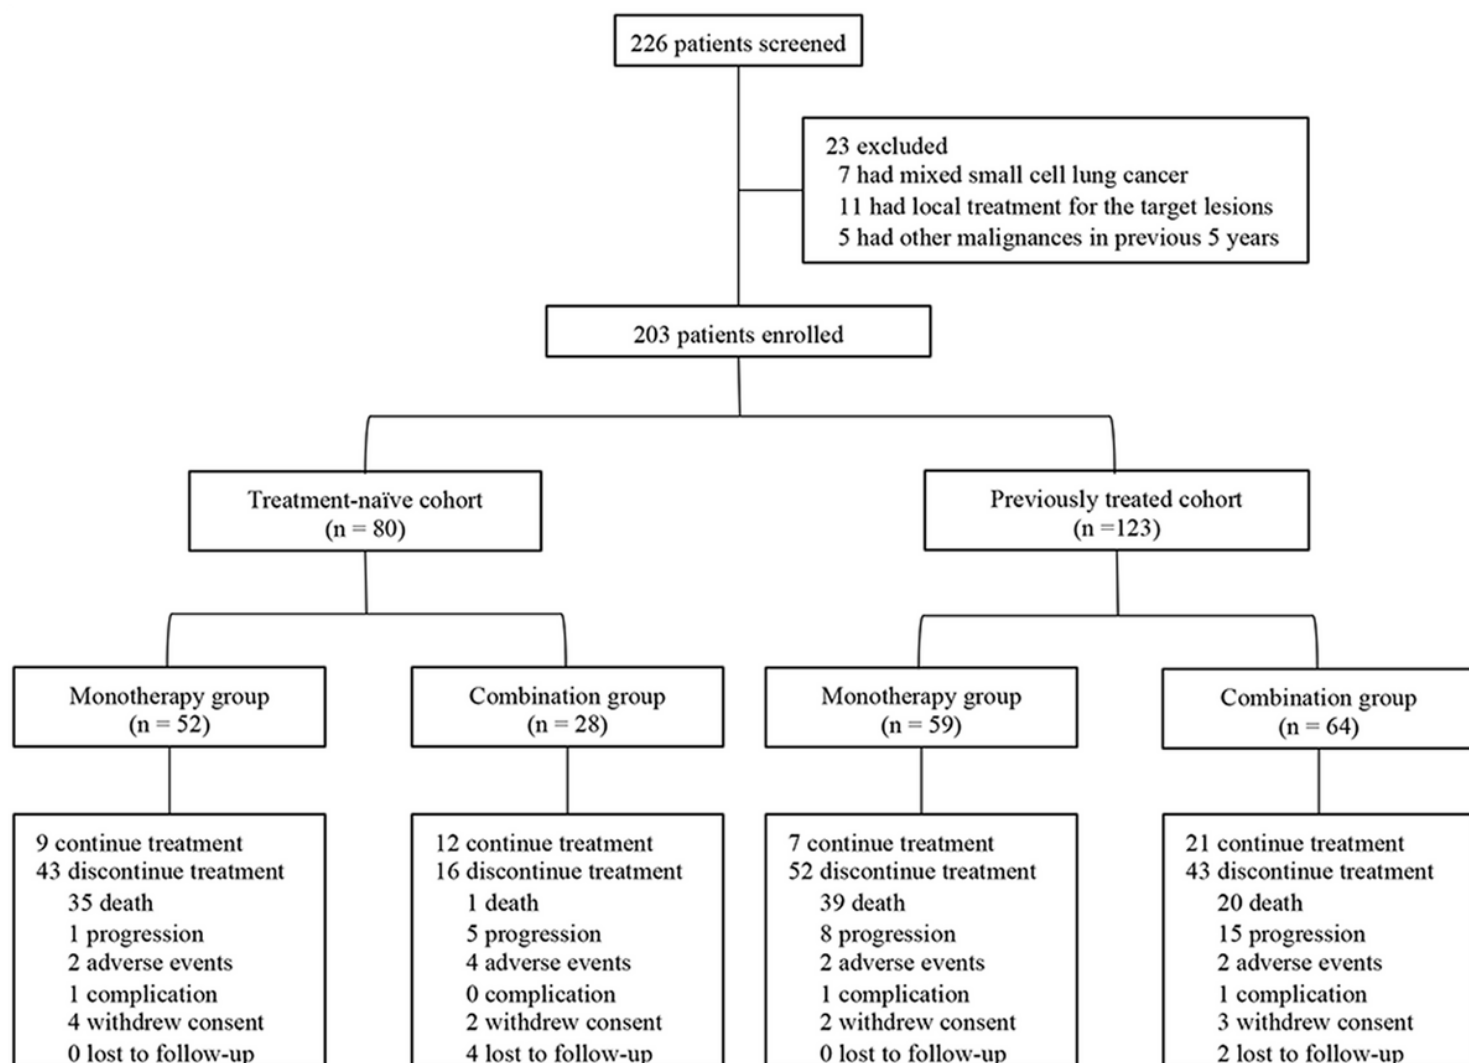 226 patients screened
23 excluded
7 had mixed small cell lung cancer
11 had local treatment for the target lesions
5 had other malignances in previous 5 years
203 patients enrolled
Treatment-naïve cohort
(n = 80)
Previously treated cohort
(n =123)
Monotherapy group
(n = 52)
Combination group
(n = 28)
Monotherapy group
(n = 59)
Combination group
(n = 64)
9 continue treatment
43 discontinue treatment
35 death
1 progression
2 adverse events
1 complication
4 withdrew consent
0 lost to follow-up
12 continue treatment
16 discontinue treatment
1 death
5 progression
4 adverse events
0 complication
2 withdrew consent
4 lost to follow-up
7 continue treatment
52 discontinue treatment
39 death
8 progression
2 adverse events
1 complication
2 withdrew consent
0 lost to follow-up
21 continue treatment
43 discontinue treatment
20 death
15 progression
2 adverse events
1 complication
3 withdrew consent
2 lost to follow-up